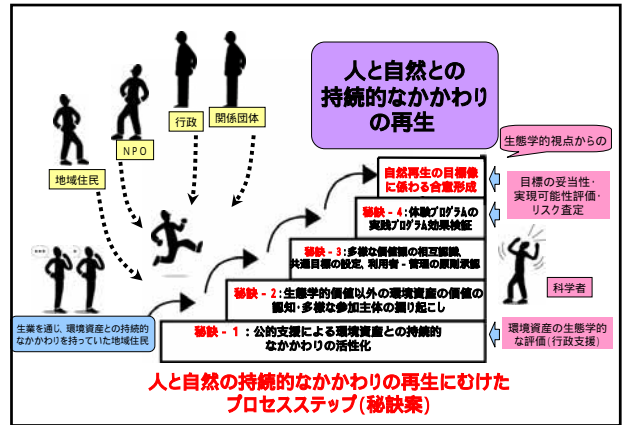 人と自然との
持続的なかかわり
の再生
行政
関係団体
NPO
地域住民
生態学的視点からの
自然再生の目標像
に係わる合意形成
目標の妥当性・
実現可能性評価・
リスク査定
秘訣-4:体験プログラムの
実践プログラム効果検証
秘訣-3:多様な価値観の相互認識、
共通目標の設定、利用者-管理の原則承認
秘訣-2:生態学的価値以外の環境資産の価値の
認知・多様な参加主体の掘り起こし
科学者
生業を通じ、環境資産との持続的
なかかわりを持っていた地域住民
秘訣-1:公的支援による環境資産との持続的
なかかわりの活性化
環境資産の生態学的
な評価(行政支援)
人と自然の持続的なかかわりの再生にむけた
プロセスステップ(秘訣案)